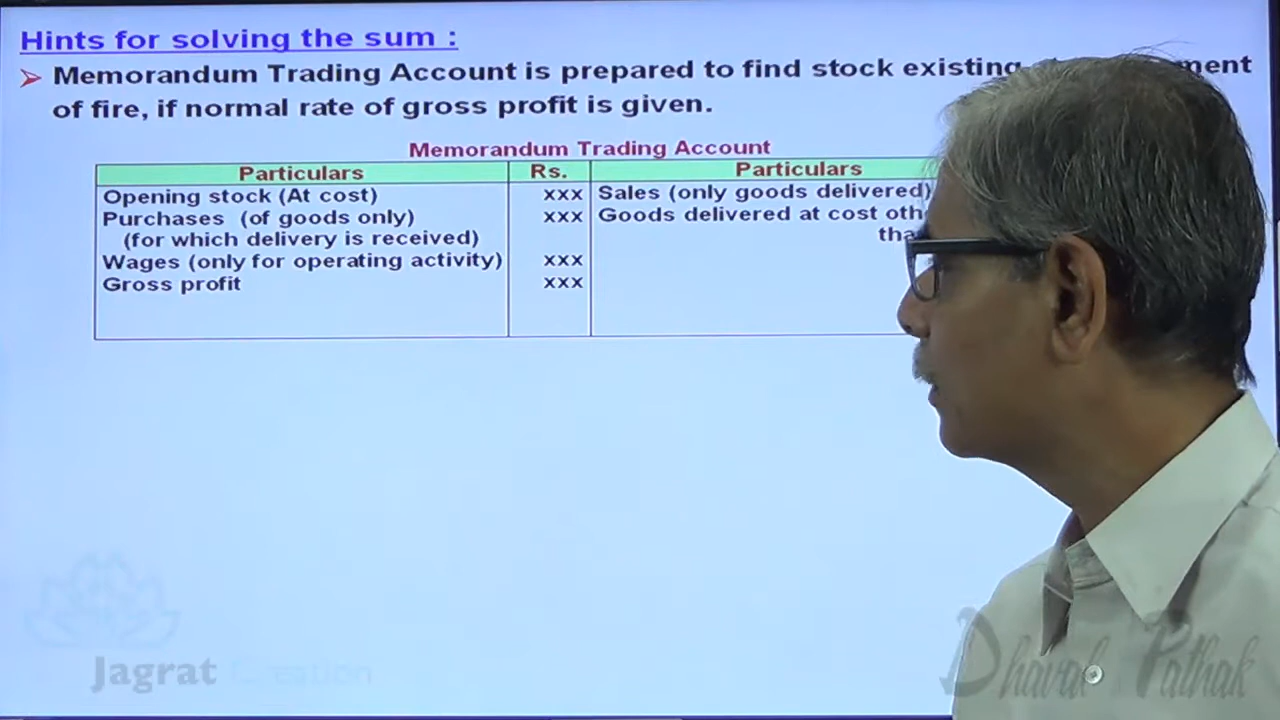 Hints for solving the sum :
➢ Memorandum Trading Account is prepared to find stock existing
of fire, if normal rate of gross profit is given.
Memorandum Trading Account
Particulars Rs. Particulars
Opening stock (At cost) xxx Sales (only goods delivered)
Purchases (of goods only) xxx Goods delivered at cost
(for which delivery is received)
Wages (only for operating activity) xxx
Gross profit xxx
Jagrat Creation
Dhaval Pathak